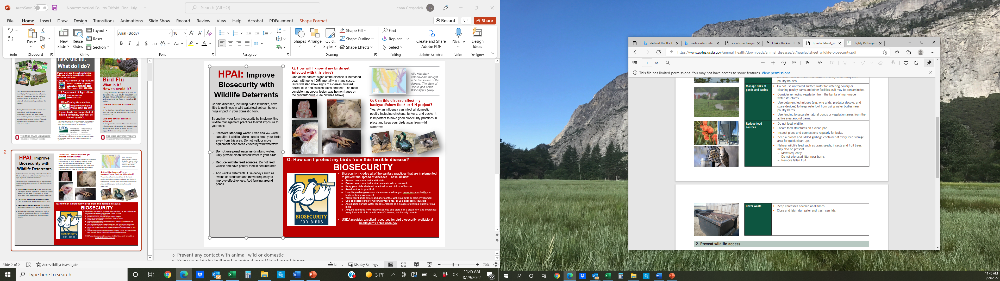 AutoSave Off Noncommerical Poultry Trifold Final July... Search (Alt+Q) Jenna Gregorich JG
File Home Insert Draw Design Transitions Animations Slide Show Record Review View Help Acrobat PDFelement Shape Format Record Share
Paste New Slide Reuse Slides Layout Reset Section Arial (Body) 18 Shapes Arrange Quick Styles Shape Fill Shape Outline Shape Effects Find Replace Select Create and Share Adobe PDF Dictate Design Ideas
Undo Clipboard Slides Font Paragraph Drawing Editing Adobe Acrobat Voice Designer
have the flu.
What do I do?
If your birds are dying at an alarming
rate, you should immediately contact
any of the following:
Ohio Department of Agriculture
Animal Disease Diagnostic
Laboratory: (614) 728-6220
US Department of Agriculture
Toll-free number
Ohio Poultry Association
info@ohiopoultry.org
Phone: (614) 882-6111
If your birds are suspected of
having influenza, they will be
tested by ADDL
Bird Flu
What is it?
How to avoid it?
THE OHIO STATE UNIVERSITY
COLLEGE OF VETERINARY MEDICINE
USDA
THE OHIO STATE UNIVERSITY
COLLEGE OF VETERINARY MEDICINE
2
HPAI: Improve
Biosecurity with
Wildlife Deterrents
Certain diseases, including Avian Influenza, have
little to no illness in wild waterfowl yet can have a
huge impact in your domestic flock.
Strengthen your farm biosecurity by implementing
wildlife management practices to limit exposure to
your flock.
o :Remove standing water. Even shallow water
can attract wildlife. Make sure to keep your birds
away from this area. Do not walk or move
equipment near areas visited by wild waterfowl.
o Do not use pond water as drinking water.
Only provide clean filtered water to your birds.
o Reduce wildlife feed sources. Do not feed
wildlife and have poultry feed in secured area.
o Add wildlife deterrents. Use decoys such as
swans or predators and move frequently to
improve effectiveness. Add fencing around
ponds.
Q: How will I know if my birds get
infected with this virus?
One of the earliest signs of the disease is increased
death with up to 100% mortality in many cases.
Birds will also show signs of sickness, twisted
necks, blue and swollen faces and feet. The most
consistent necropsy lesion was hemorrhages on
the proventriculus (See pictures below).
Wild migratory
waterfowl are thought
to be the source of the
disease. The state of
Ohio is part of the
Mississippi Flyway.
Q: Can this disease affect my
backyard/show flock or 4-H project?
Yes, Avian influenza can infect all domestic
poultry including chickens, turkeys, and ducks. It
is important to have good biosecurity practices in
place and keep your birds away from wild
waterfowl.
Q: How can I protect my birds from this terrible disease?
BIOSECURITY
• Biosecurity includes all of the sanitary practices that are implemented
to prevent the spread of diseases. These include:
o Prevent any contact with wild birds
o Prevent any contact with other animals, wild or domestic
o Keep your birds sheltered in animal proof/ bird proof houses
o Avoid visitors to your flock
o Use disposable gloves and shoe covers before you come in contact with your
birds or their environment
o Wash your hands before and after contact with your birds or their environment
o Use dedicated cloths to work with your birds, or use disposable coveralls
o Avoid using surface water (ponds or lakes) as a source of drinking water for your
birds
o Acquire your feed from reliable sources and store it in a clean, dry, and cool place
away from wild birds or wild animal's access, particularly rodents
• USDA provides excellent resources for bird biosecurity available at
healthybirds.aphis.usda.gov
BIOSECURITY
FOR BIRDS
o Prevent any contact with animal, wild or domestic.
o Keep your birds sheltered in animal proof/ bird proof houses
Slide 2 of 2 Accessibility: Investigate Notes Display Settings 70%
Type here to search 31°F 11:45 AM
3/29/2022 22
defend the flock usda order defen social-media-gra OPA - Backyard hpaifactsheet_wi Highly Pathogen
https://www.aphis.usda.gov/animal_health/downloads/animal_diseases/ai/hpaifactsheet_wildlife-biosecurity.pdf
1 of 2
This file has limited permissions. You may not have access to some features. View permissions
poultry houses.
Manage risks at
ponds and basins
• Do not use untreated surface water for watering poultry or
cleaning poultry barns and other facilities as it may be contaminated.
• Consider removing vegetation from the banks of man-made
water structures.
• Use deterrent techniques (e.g. wire grids, predator decoys, and
scare devices) to keep waterfowl from using water bodies near
poultry barns.
• Use fencing to separate natural ponds or vegetation areas from the
active area around barns.
Reduce food
sources
• Do not feed wildlife.
• Locate feed structures on a clean pad.
• Inspect pipes and connections regularly for leaks.
• Keep a broom and lidded garbage container at every feed storage
area for quick clean-ups.
• Natural wildlife feed such as grass seeds, insects and fruit trees,
may also be present:
– Mow frequently
– Do not pile used litter near barns
– Remove fallen fruit
Cover waste
• Keep carcasses covered at all times.
• Close and latch dumpster and trash can lids.
2. Prevent wildlife access
11:45 AM
3/29/2022